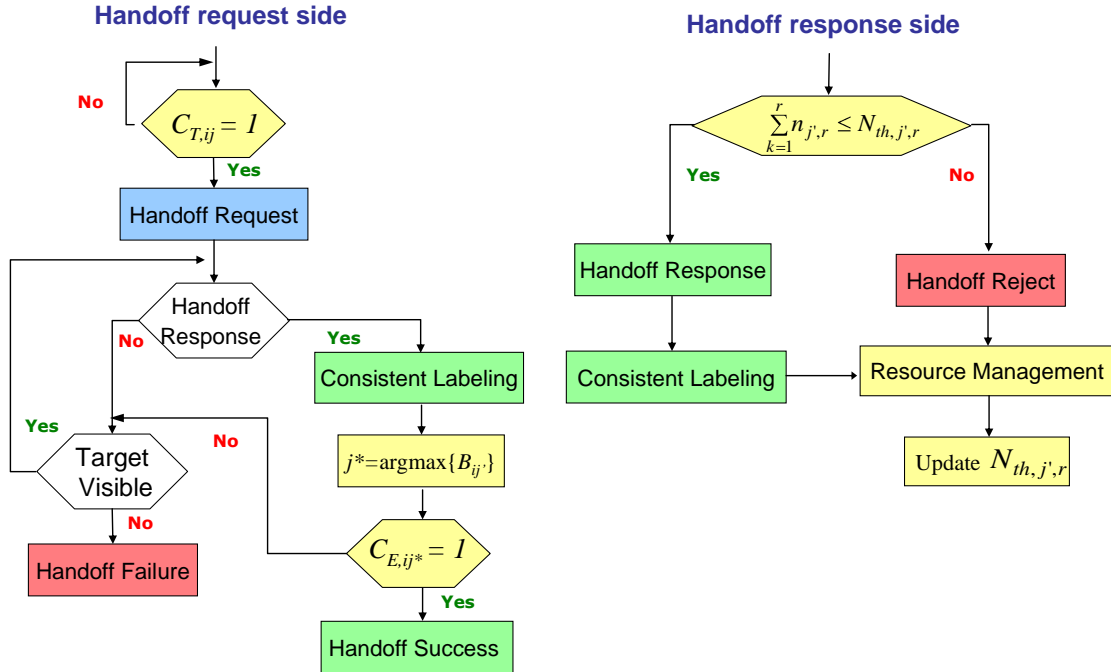 Handoff request side
No
C_{T,ij} = 1
Yes
Handoff Request
Handoff
Response
No
Yes
Consistent Labeling
j*=argmax{B_{ij'}}
Yes
No
Target
Visible
No
C_{E,ij*} = 1
Handoff Failure
Yes
Handoff Success
Handoff response side
\sum_{k=1}^{r} n_{j',r} ≤ N_{th,j',r}
Yes
No
Handoff Response
Handoff Reject
Consistent Labeling
Resource Management
Update N_{th,j',r}